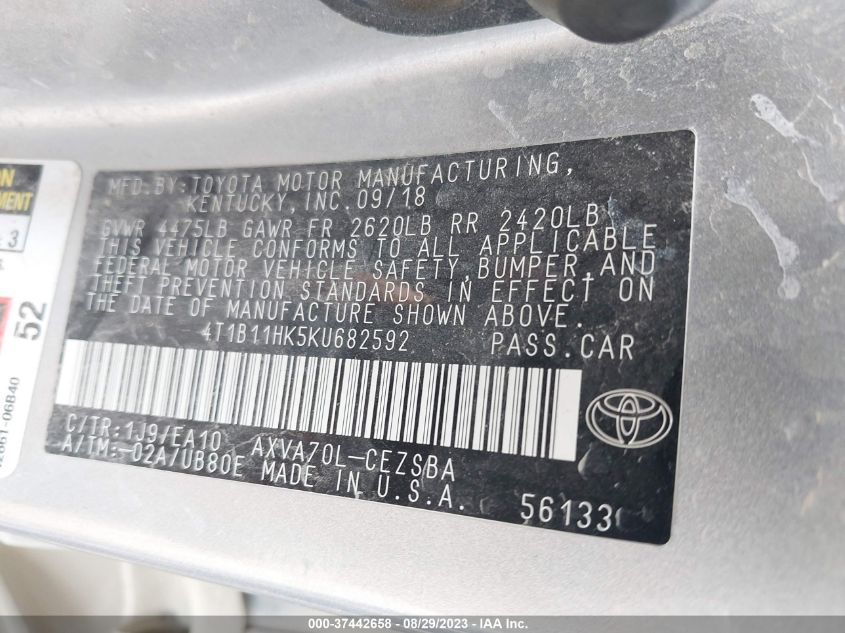 MFD.BY:TOYOTA MOTOR MANUFACTURING,
KENTUCKY, INC.09/18
GVWR 4475LB GAWR FR 2620LB RR 2420LB
THIS VEHICLE CONFORMS TO ALL APPLICABLE
FEDERAL MOTOR VEHICLE SAFETY,BUMPER,AND
THEFT PREVENTION STANDARDS IN EFFECT ON
THE DATE OF MANUFACTURE SHOWN ABOVE.
4T1B11HK5KU682592 PASS.CAR
C/TR:1J9/EA10 AXVA70L-CEZSBA
A/TM:-02A/UB80E MADE IN U.S.A.
56133
52
000-37442658 - 08/29/2023 - IAA Inc.